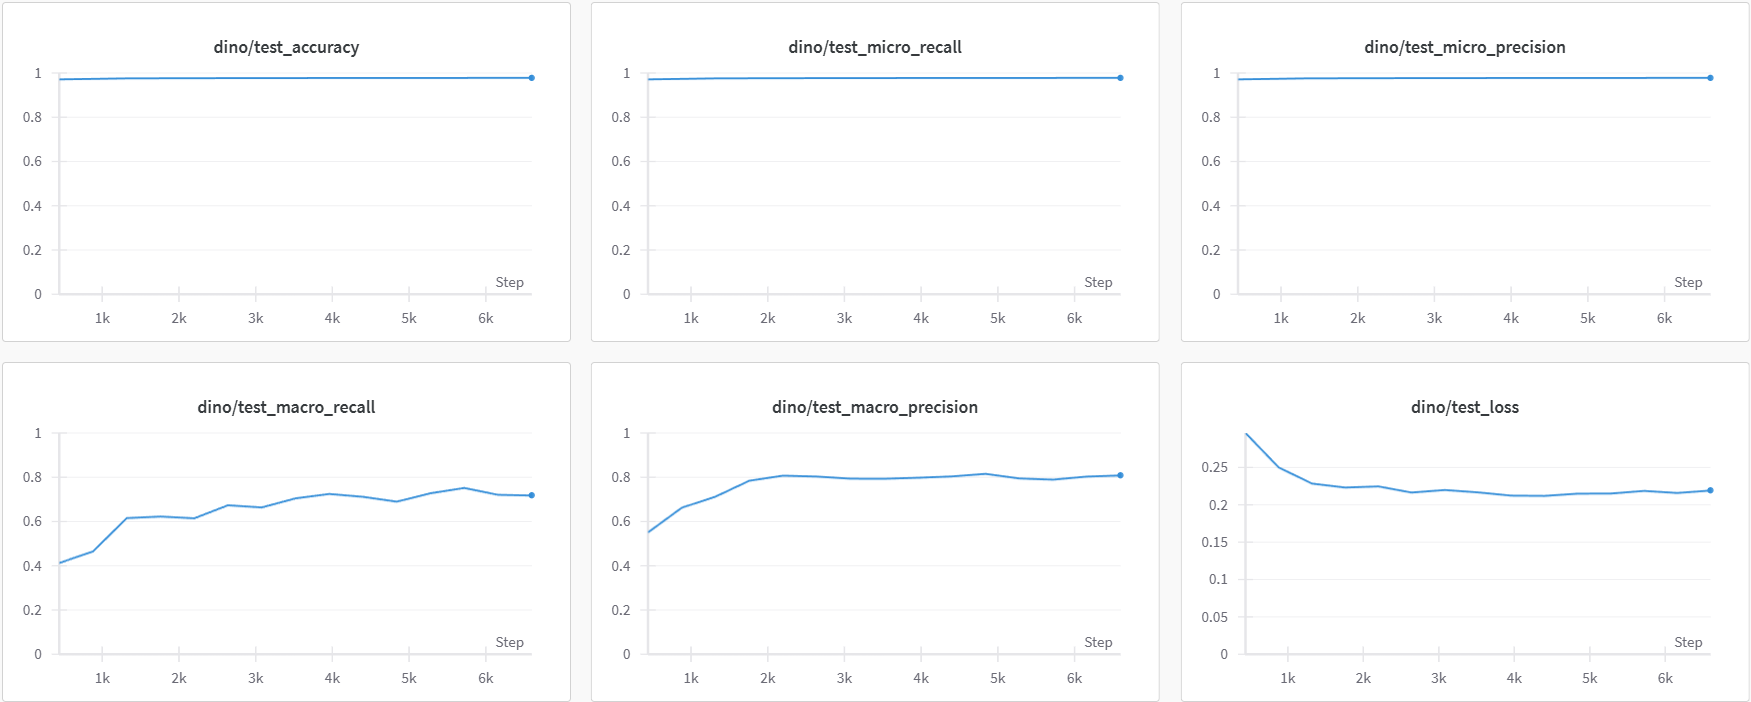 dino/test_accuracy
1
0.8
0.6
0.4
0.2
0
Step
1k 2k 3k 4k 5k 6k
dino/test_micro_recall
1
0.8
0.6
0.4
0.2
0
Step
1k 2k 3k 4k 5k 6k
dino/test_micro_precision
1
0.8
0.6
0.4
0.2
0
Step
1k 2k 3k 4k 5k 6k
dino/test_macro_recall
1
0.8
0.6
0.4
0.2
0
Step
1k 2k 3k 4k 5k 6k
dino/test_macro_precision
1
0.8
0.6
0.4
0.2
0
Step
1k 2k 3k 4k 5k 6k
dino/test_loss
0.25
0.2
0.15
0.1
0.05
0
Step
1k 2k 3k 4k 5k 6k